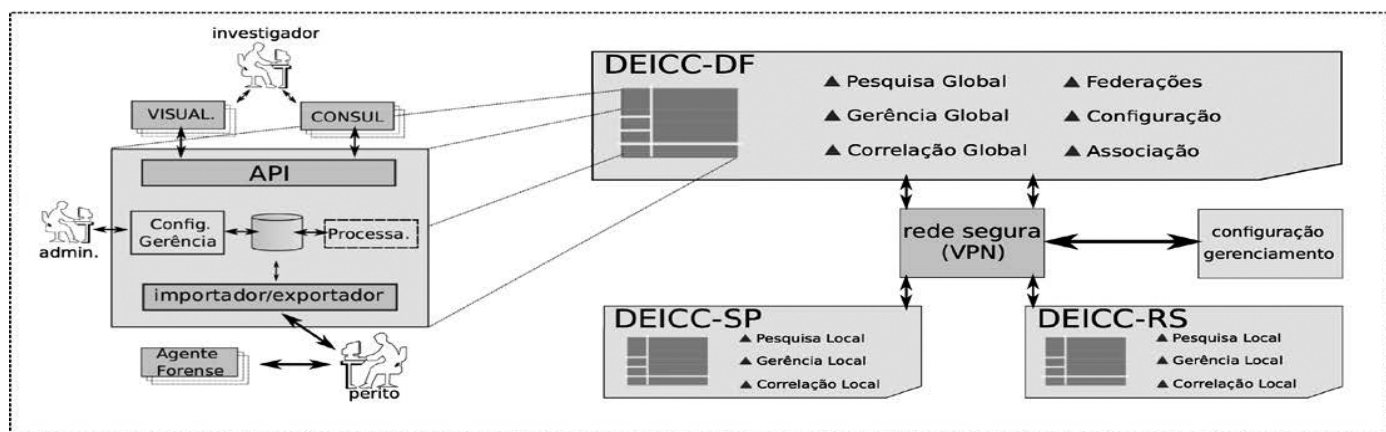 investigador
VISUAL.
CONSUL
API
admin.
Config.
Gerência
Processa.
importador/exportador
Agente
Forense
perito
DEICC-DF
▲ Pesquisa Global
▲ Gerência Global
▲ Correlação Global
▲ Federações
▲ Configuração
▲ Associação
rede segura
(VPN)
configuração
gerenciamento
DEICC-SP
▲ Pesquisa Local
▲ Gerência Local
▲ Correlação Local
DEICC-RS
▲ Pesquisa Local
▲ Gerência Local
▲ Correlação Local